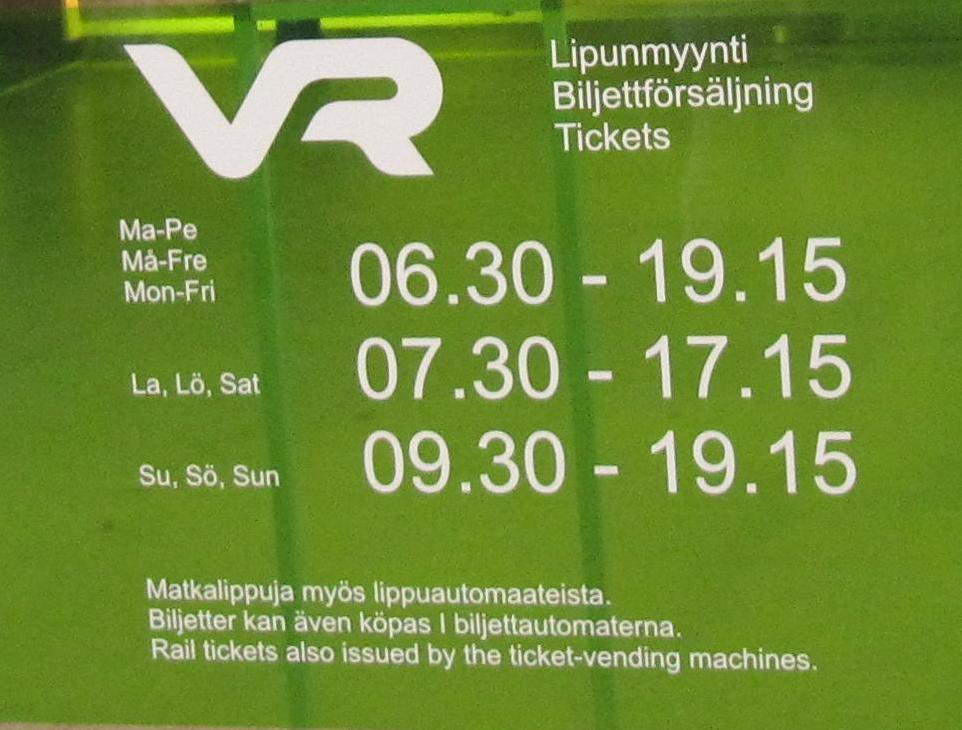 VR
Lipunmyynti
Biljettförsäljning
Tickets
Ma-Pe
Må-Fre
Mon-Fri
06.30 - 19.15
La, Lö, Sat
07.30 - 17.15
Su, Sö, Sun
09.30 - 19.15
Matkalippuja myös lippuautomaateista.
Biljetter kan även köpas I biljettautomaterna.
Rail tickets also issued by the ticket-vending machines.